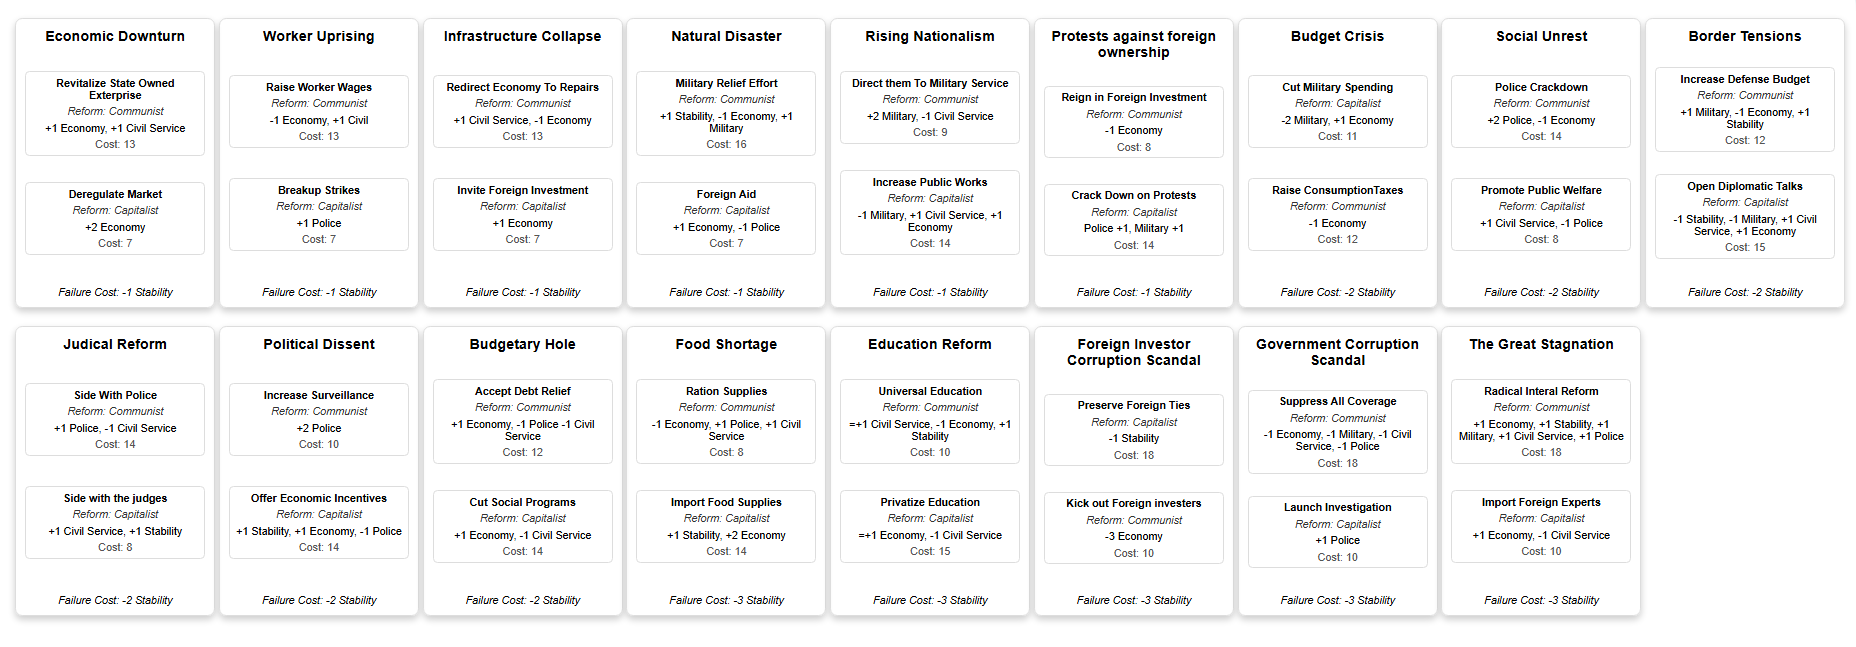 Economic Downturn
Revitalize State Owned
Enterprise
Reform: Communist
+1 Economy, +1 Civil Service
Cost: 13
Deregulate Market
Reform: Capitalist
+2 Economy
Cost: 7
Failure Cost: -1 Stability
Worker Uprising
Raise Worker Wages
Reform: Communist
-1 Economy, +1 Civil
Cost: 13
Breakup Strikes
Reform: Capitalist
+1 Police
Cost: 7
Failure Cost: -1 Stability
Infrastructure Collapse
Redirect Economy To Repairs
Reform: Communist
+1 Civil Service, -1 Economy
Cost: 13
Invite Foreign Investment
Reform: Capitalist
+1 Economy
Cost: 7
Failure Cost: -1 Stability
Natural Disaster
Military Relief Effort
Reform: Communist
+1 Stability, -1 Economy, +1
Military
Cost: 16
Foreign Aid
Reform: Capitalist
+1 Economy, -1 Police
Cost: 7
Failure Cost: -1 Stability
Rising Nationalism
Direct them To Military Service
Reform: Communist
+2 Military, -1 Civil Service
Cost: 9
Increase Public Works
Reform: Capitalist
-1 Military, +1 Civil Service, +1
Economy
Cost: 14
Failure Cost: -1 Stability
Protests against foreign
ownership
Reign in Foreign Investment
Reform: Communist
-1 Economy
Cost: 8
Crack Down on Protests
Reform: Capitalist
Police +1, Military +1
Cost: 14
Failure Cost: -1 Stability
Budget Crisis
Cut Military Spending
Reform: Capitalist
-2 Military, +1 Economy
Cost: 11
Raise ConsumptionTaxes
Reform: Communist
-1 Economy
Cost: 12
Failure Cost: -2 Stability
Social Unrest
Police Crackdown
Reform: Communist
+2 Police, -1 Economy
Cost: 14
Promote Public Welfare
Reform: Capitalist
+1 Civil Service, -1 Police
Cost: 8
Failure Cost: -2 Stability
Border Tensions
Increase Defense Budget
Reform: Communist
+1 Military, -1 Economy, +1
Stability
Cost: 12
Open Diplomatic Talks
Reform: Capitalist
-1 Stability, -1 Military, +1 Civil
Service, +1 Economy
Cost: 15
Failure Cost: -2 Stability
Judical Reform
Side With Police
Reform: Communist
+1 Police, -1 Civil Service
Cost: 14
Side with the judges
Reform: Capitalist
+1 Civil Service, +1 Stability
Cost: 8
Failure Cost: -2 Stability
Political Dissent
Increase Surveillance
Reform: Communist
+2 Police
Cost: 10
Offer Economic Incentives
Reform: Capitalist
+1 Stability, +1 Economy, -1 Police
Cost: 14
Failure Cost: -2 Stability
Budgetary Hole
Accept Debt Relief
Reform: Communist
+1 Economy, -1 Police -1 Civil
Service
Cost: 12
Cut Social Programs
Reform: Capitalist
+1 Economy, -1 Civil Service
Cost: 14
Failure Cost: -2 Stability
Food Shortage
Ration Supplies
Reform: Communist
-1 Economy, +1 Police, +1 Civil
Service
Cost: 8
Import Food Supplies
Reform: Capitalist
+1 Stability, +2 Economy
Cost: 14
Failure Cost: -3 Stability
Education Reform
Universal Education
Reform: Communist
=+1 Civil Service, -1 Economy, +1
Stability
Cost: 10
Privatize Education
Reform: Capitalist
=+1 Economy, -1 Civil Service
Cost: 15
Failure Cost: -3 Stability
Foreign Investor
Corruption Scandal
Preserve Foreign Ties
Reform: Capitalist
-1 Stability
Cost: 18
Kick out Foreign investers
Reform: Communist
-3 Economy
Cost: 10
Failure Cost: -3 Stability
Government Corruption
Scandal
Suppress All Coverage
Reform: Communist
-1 Economy, -1 Military, -1 Civil
Service, -1 Police
Cost: 18
Launch Investigation
Reform: Capitalist
+1 Police
Cost: 10
Failure Cost: -3 Stability
The Great Stagnation
Radical Interal Reform
Reform: Communist
+1 Economy, +1 Stability, +1
Military, +1 Civil Service, +1 Police
Cost: 18
Import Foreign Experts
Reform: Capitalist
+1 Economy, -1 Civil Service
Cost: 10
Failure Cost: -3 Stability